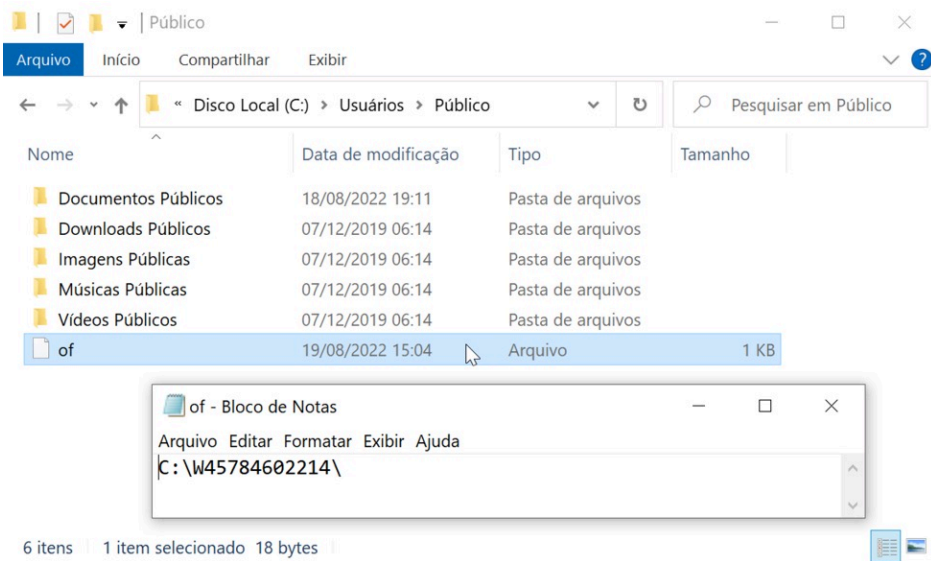 Público
Arquivo Início Compartilhar Exibir
« Disco Local (C:) › Usuários › Público Pesquisar em Público
Nome Data de modificação Tipo Tamanho
Documentos Públicos 18/08/2022 19:11 Pasta de arquivos
Downloads Públicos 07/12/2019 06:14 Pasta de arquivos
Imagens Públicas 07/12/2019 06:14 Pasta de arquivos
Músicas Públicas 07/12/2019 06:14 Pasta de arquivos
Vídeos Públicos 07/12/2019 06:14 Pasta de arquivos
of 19/08/2022 15:04 Arquivo 1 KB
of - Bloco de Notas
Arquivo Editar Formatar Exibir Ajuda
C:\W45784602214\
6 itens 1 item selecionado 18 bytes